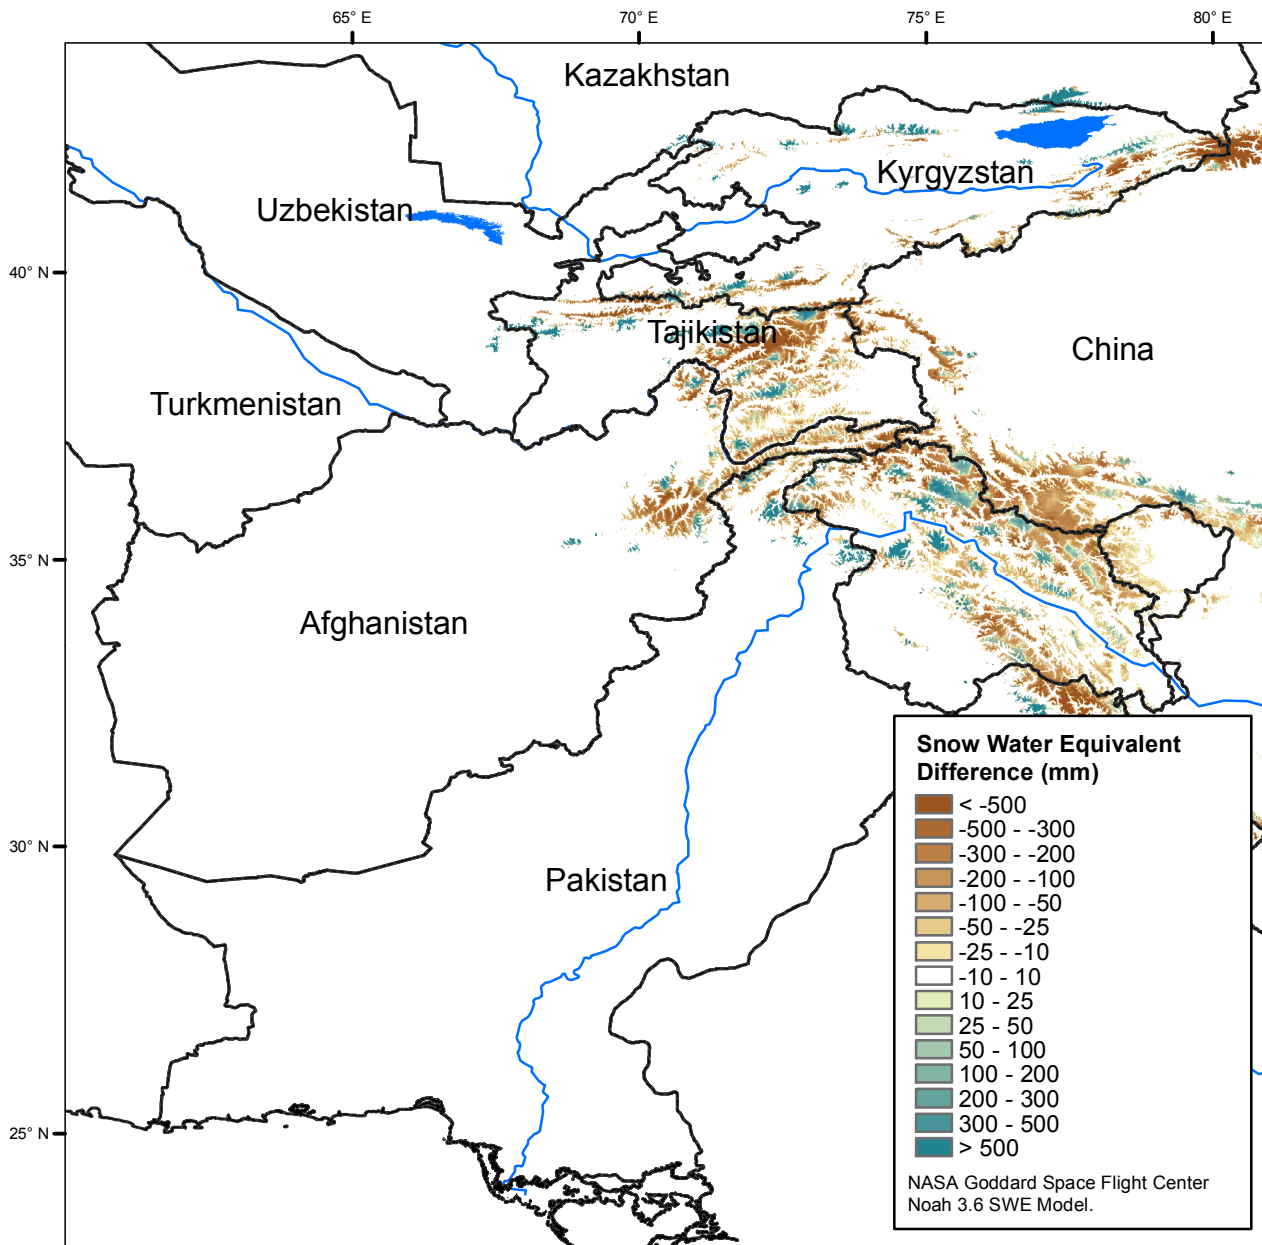 65° E
70° E
75° E
80° E
Kazakhstan
Kyrgyzstan
Uzbekistan
40° N
Tajikistan
China
Turkmenistan
35° N
Afghanistan
Snow Water Equivalent
Difference (mm)
< -500
-500 - -300
-300 - -200
-200 - -100
-100 - -50
-50 - -25
-25 - -10
-10 - 10
10 - 25
25 - 50
50 - 100
100 - 200
200 - 300
300 - 500
> 500
30° N
Pakistan
25° N
NASA Goddard Space Flight Center
Noah 3.6 SWE Model.